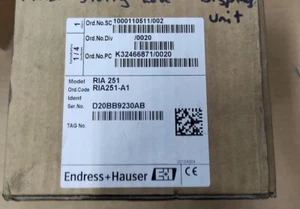 Display
Unit
1
1/4
Ord.No.SC 1000110511/002
Ord.No.Div /0020
Ord.No.PC K32466871/0020
Model RIA 251
Ord.Code RIA251-A1
Ident
Ser.No. D20BB9230AB
TAG No.
Endress+Hauser
EH